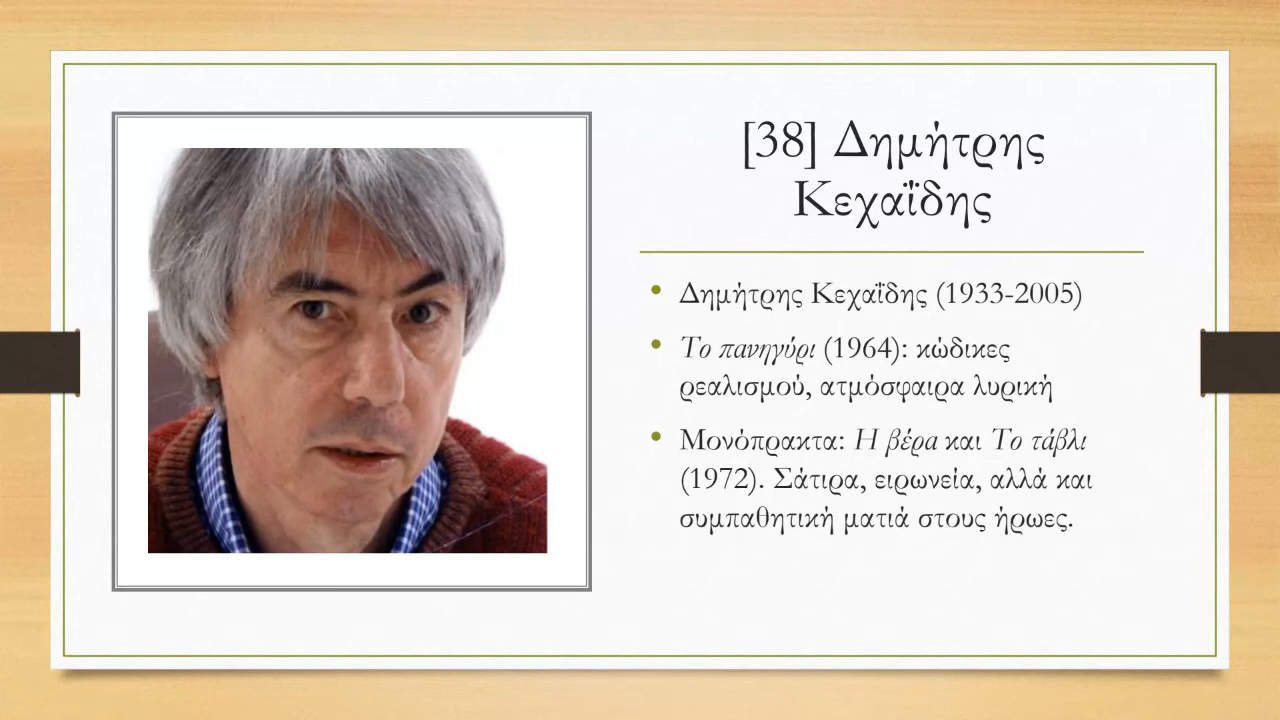 [38] Δημήτρης
Κεχαΐδης
• Δημήτρης Κεχαΐδης (1933-2005)
• Το πανηγύρι (1964): κώδικες
ρεαλισμού, ατμόσφαιρα λυρική
• Μονόπρακτα: Η βέρα και Το τάβλι
(1972). Σάτιρα, ειρωνεία, αλλά και
συμπαθητική ματιά στους ήρωες.